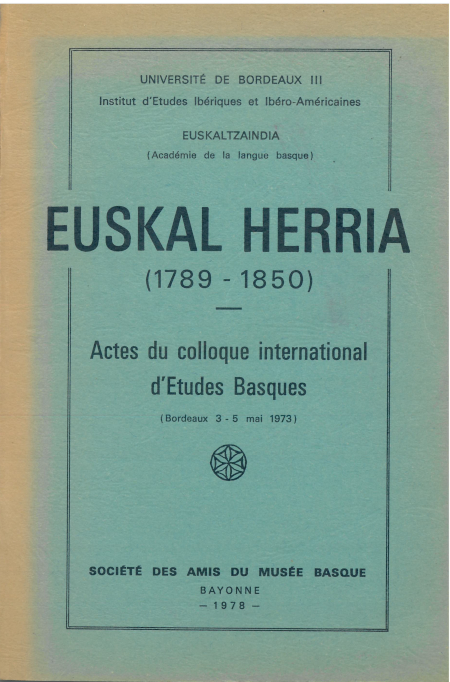 UNIVERSITÉ DE BORDEAUX III
Institut d'Etudes Ibériques et Ibéro-Américaines
EUSKALTZAINDIA
(Académie de la langue basque)
EUSKAL HERRIA
(1789 - 1850)
Actes du colloque international
d'Etudes Basques
(Bordeaux 3 - 5 mai 1973)
SOCIÉTÉ DES AMIS DU MUSÉE BASQUE
BAYONNE
– 1978 –